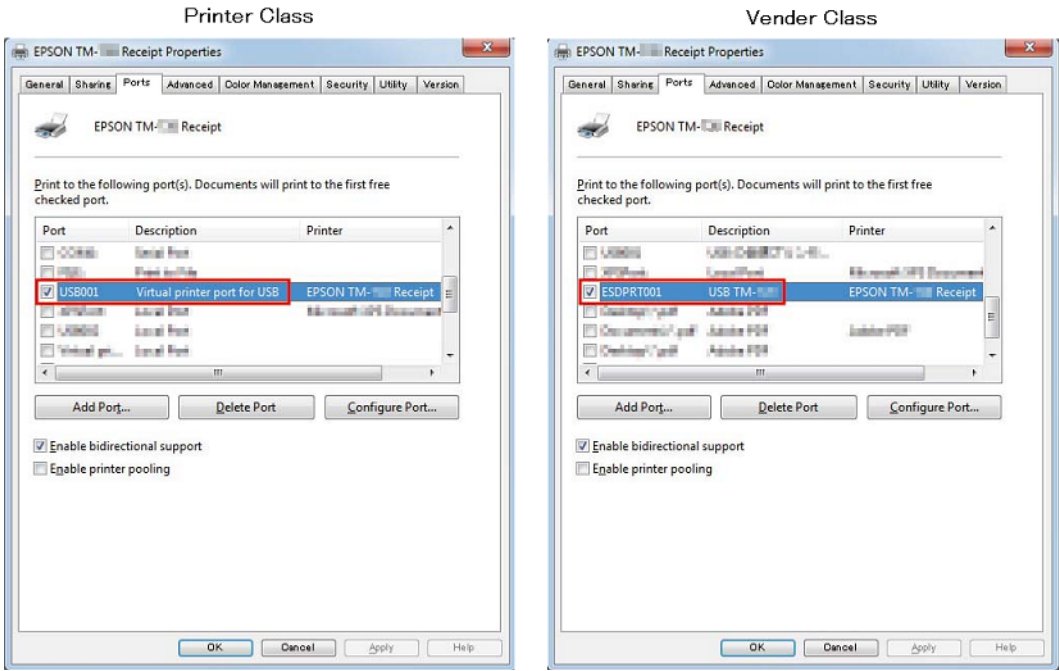 Printer Class
EPSON TM- Receipt Properties
General Sharing Ports Advanced Color Management Security Utility Version
EPSON TM- Receipt
Print to the following port(s). Documents will print to the first free
checked port.
Port Description Printer
USB001 Virtual printer port for USB EPSON TM- Receipt
Add Port... Delete Port Configure Port...
Enable bidirectional support
Enable printer pooling
OK Cancel Apply Help
Vender Class
EPSON TM- Receipt Properties
General Sharing Ports Advanced Color Management Security Utility Version
EPSON TM- Receipt
Print to the following port(s). Documents will print to the first free
checked port.
Port Description Printer
ESDPRT001 USB TM- EPSON TM- Receipt
Add Port... Delete Port Configure Port...
Enable bidirectional support
Enable printer pooling
OK Cancel Apply Help